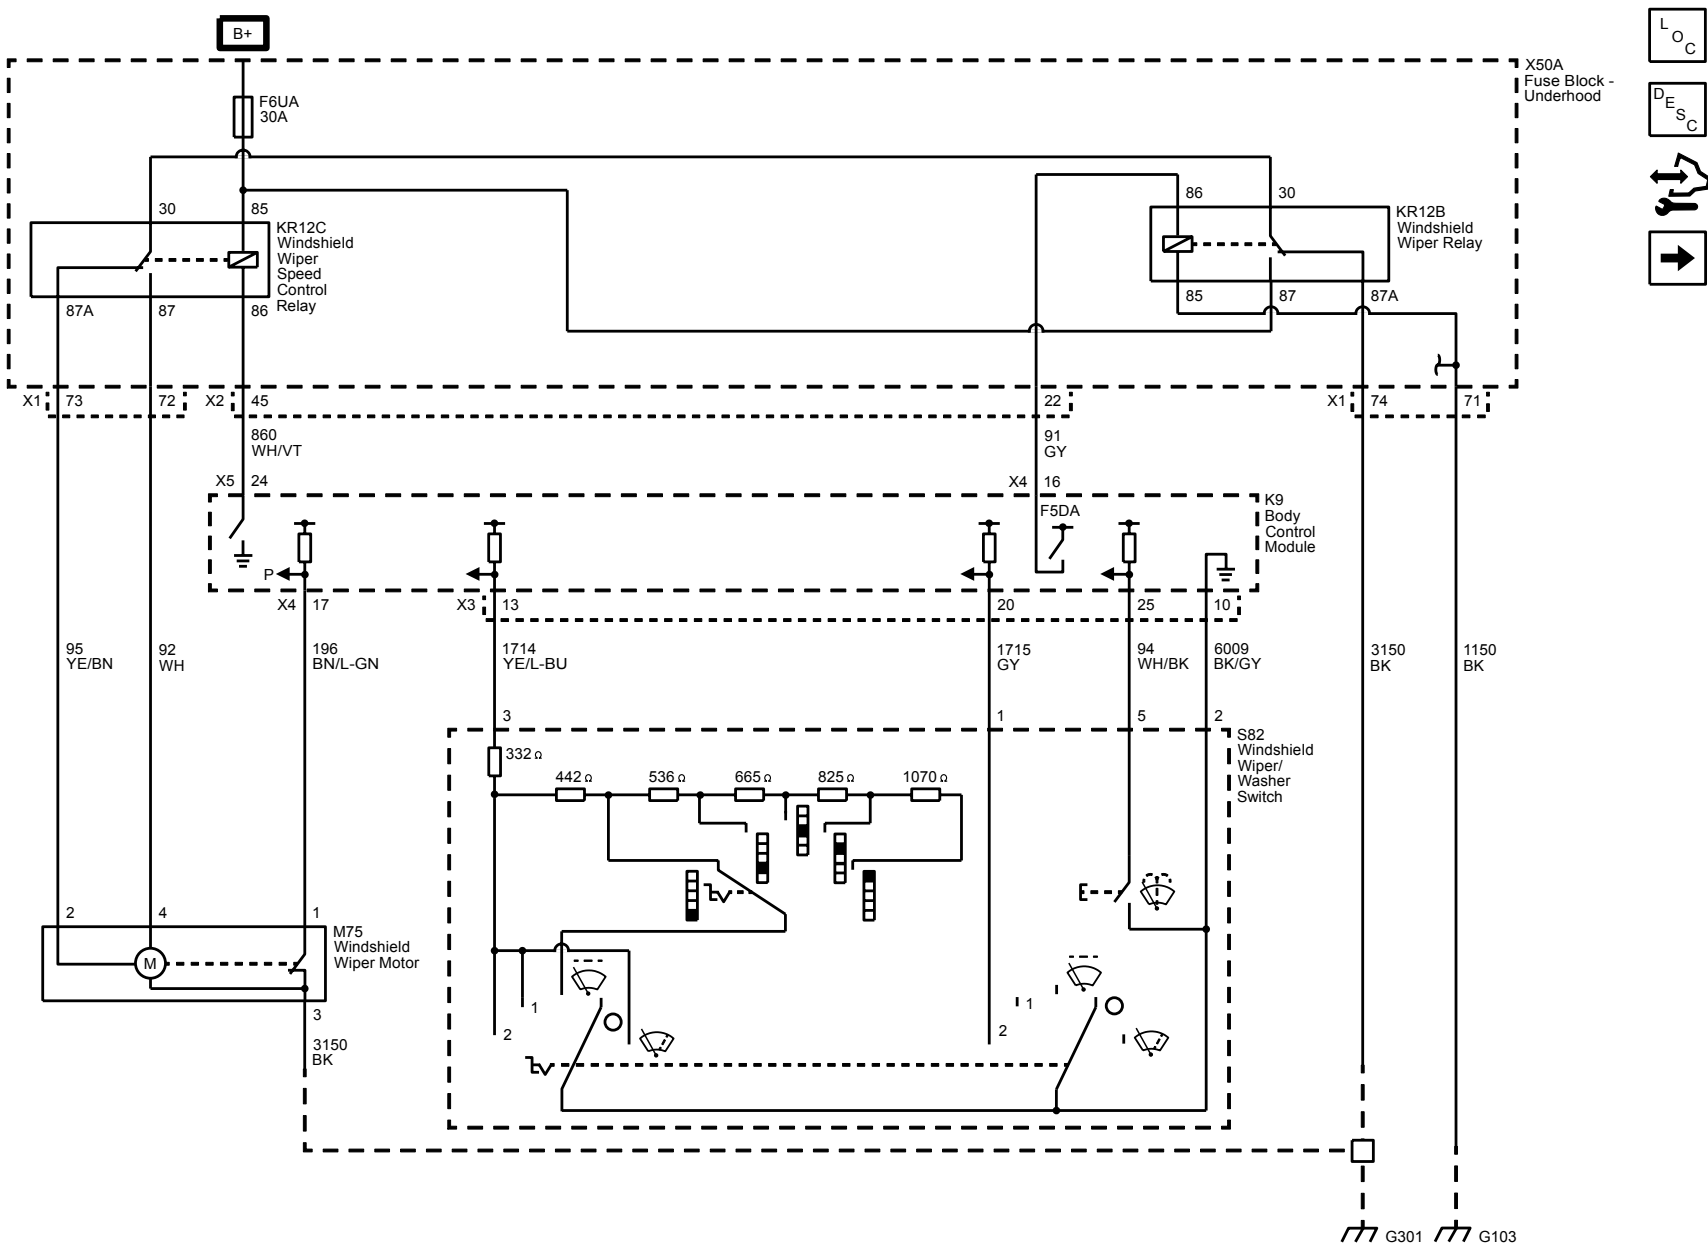 B+
L
O
C
X50A
Fuse Block -
Underhood
D
E
S
C
F6UA
30A
30
85
KR12C
Windshield
Wiper
Speed
Control
Relay
86
30
KR12B
Windshield
Wiper Relay
87A
87
86
85
87
87A
X1
73
72
X2
45
22
X1
74
71
860
WH/VT
91
GY
X5
24
X4
16
K9
Body
Control
Module
F5DA
P
X4
17
X3
13
20
25
10
95
YE/BN
92
WH
196
BN/L-GN
1714
YE/L-BU
1715
GY
94
WH/BK
6009
BK/GY
3150
BK
1150
BK
3
1
5
2
S82
Windshield
Wiper/
Washer
Switch
332 Ω
442 Ω
536 Ω
665 Ω
825 Ω
1070 Ω
2
4
1
M75
Windshield
Wiper Motor
M
3
3150
BK
1
2
1
2
G301
G103